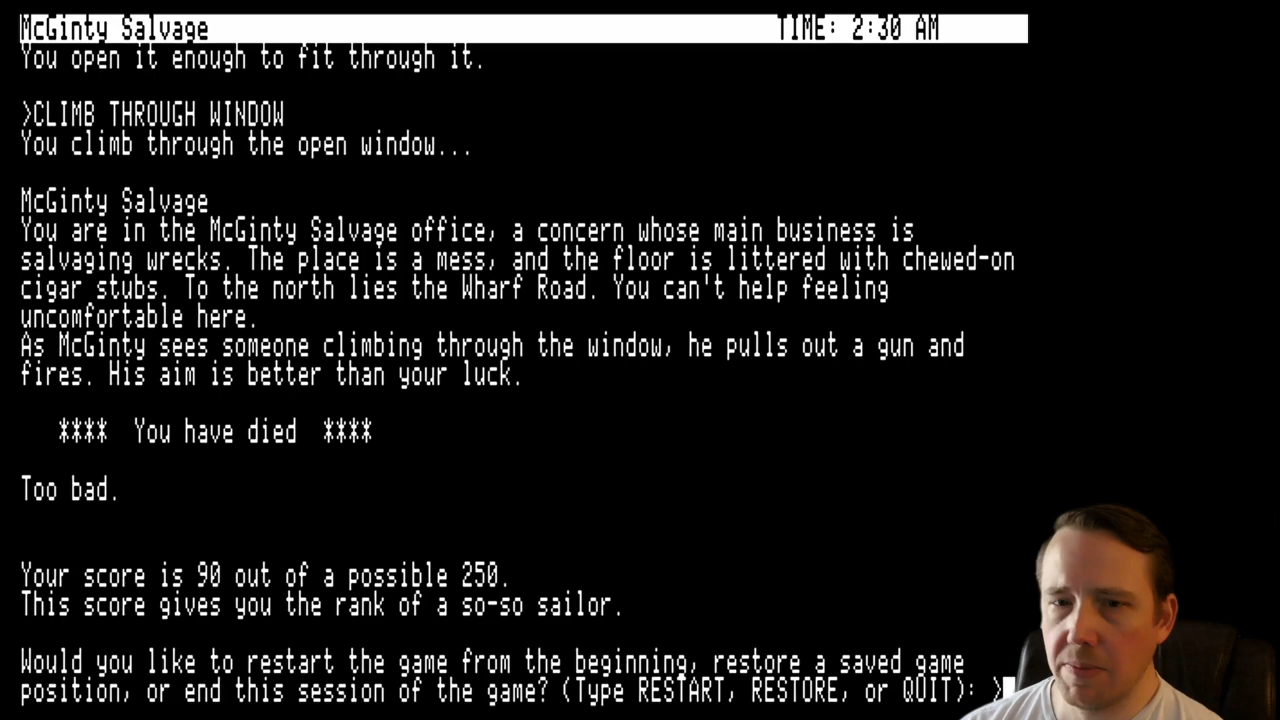 McGinty Salvage TIME: 2:30 AM
You open it enough to fit through it.
>CLIMB THROUGH WINDOW
You climb through the open window...
McGinty Salvage
You are in the McGinty Salvage office, a concern whose main business is
salvaging wrecks. The place is a mess, and the floor is littered with chewed-on
cigar stubs. To the north lies the Wharf Road. You can't help feeling
uncomfortable here.
As McGinty sees someone climbing through the window, he pulls out a gun and
fires. His aim is better than your luck.
**** You have died ****
Too bad.
Your score is 90 out of a possible 250.
This score gives you the rank of a so-so sailor.
Would you like to restart the game from the beginning, restore a saved game
position, or end this session of the game? (Type RESTART, RESTORE, or QUIT): >